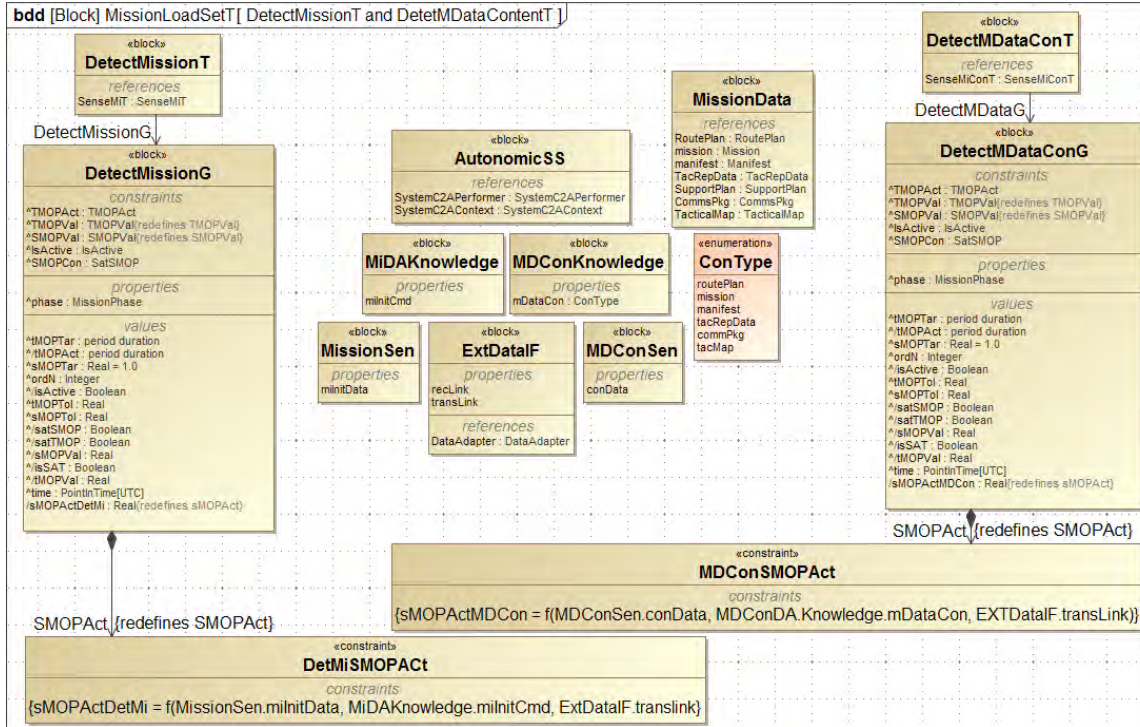 bdd [Block] MissionLoadSetT[ DetectMissionT and DetetMDataContentT ]
«block»
DetectMissionT
references
SenseMiT : SenseMiT
DetectMissionG
«block»
DetectMissionG
constraints
^TMOPAct : TMOPAct
^TMOPVal : TMOPVal{redefines TMOPVal}
^SMOPVal : SMOPVal{redefines SMOPVal}
^IsActive : IsActive
^SMOPCon : SatSMOP
properties
^phase : MissionPhase
values
^tMOPTar : period duration
^/tMOPAct : period duration
^sMOPTar : Real = 1.0
^ordN : Integer
^/isActive : Boolean
^tMOPTol : Real
^sMOPTol : Real
^/satSMOP : Boolean
^/satTMOP : Boolean
^/sMOPVal : Real
^/isSAT : Boolean
^/tMOPVal : Real
^time : PointInTime[UTC]
/sMOPActDetMi : Real{redefines sMOPAct}
«block»
AutonomicSS
references
SystemC2APerformer : SystemC2APerformer
SystemC2AContext : SystemC2AContext
«block»
MiDAKnowledge
properties
miInitCmd
«block»
MDConKnowledge
properties
mDataCon : ConType
«block»
MissionSen
properties
miInitData
«block»
ExtDataIF
properties
recLink
transLink
references
DataAdapter : DataAdapter
«block»
MDConSen
properties
conData
«block»
MissionData
references
RoutePlan : RoutePlan
mission : Mission
manifest : Manifest
TacRepData : TacRepData
SupportPlan : SupportPlan
CommsPkg : CommsPkg
TacticalMap : TacticalMap
«enumeration»
ConType
routePlan
mission
manifest
tacRepData
commPkg
tacMap
«block»
DetectMDataConT
references
SenseMiConT : SenseMiConT
DetectMDataG
«block»
DetectMDataConG
constraints
^TMOPAct : TMOPAct
^TMOPVal : TMOPVal{redefines TMOPVal}
^SMOPVal : SMOPVal{redefines SMOPVal}
^IsActive : IsActive
^SMOPCon : SatSMOP
properties
^phase : MissionPhase
values
^tMOPTar : period duration
^/tMOPAct : period duration
^sMOPTar : Real = 1.0
^ordN : Integer
^/isActive : Boolean
^tMOPTol : Real
^sMOPTol : Real
^/satSMOP : Boolean
^/satTMOP : Boolean
^/sMOPVal : Real
^/isSAT : Boolean
^/tMOPVal : Real
^time : PointInTime[UTC]
/sMOPActMDCon : Real{redefines sMOPAct}
SMOPAct {redefines SMOPAct}
«constraint»
MDConSMOPAct
constraints
{sMOPActMDCon = f(MDConSen.conData, MDConDA.Knowledge.mDataCon, EXTDataIF.transLink)}
SMOPAct {redefines SMOPAct}
«constraint»
DetMiSMOPACt
constraints
{sMOPActDetMi = f(MissionSen.miInitData, MiDAKnowledge.miInitCmd, ExtDataIF.translink}